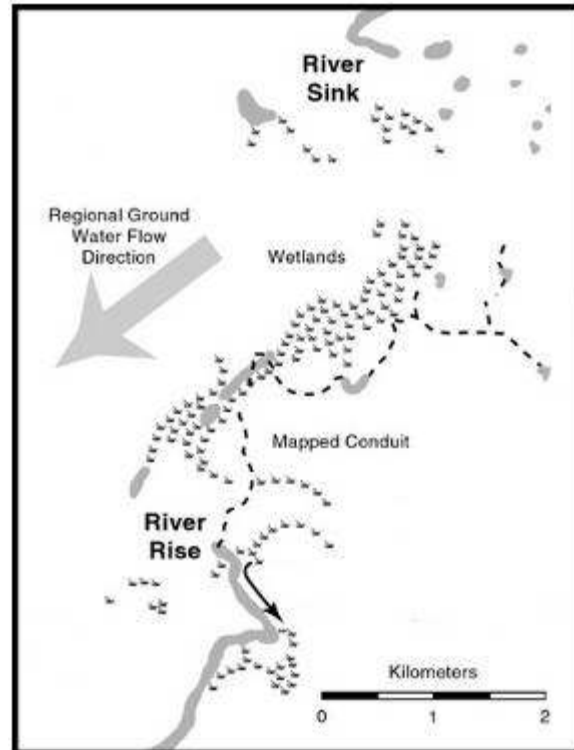 River
Sink
Regional Ground
Water Flow
Direction
Wetlands
Mapped Conduit
River
Rise
Kilometers
0 1 2